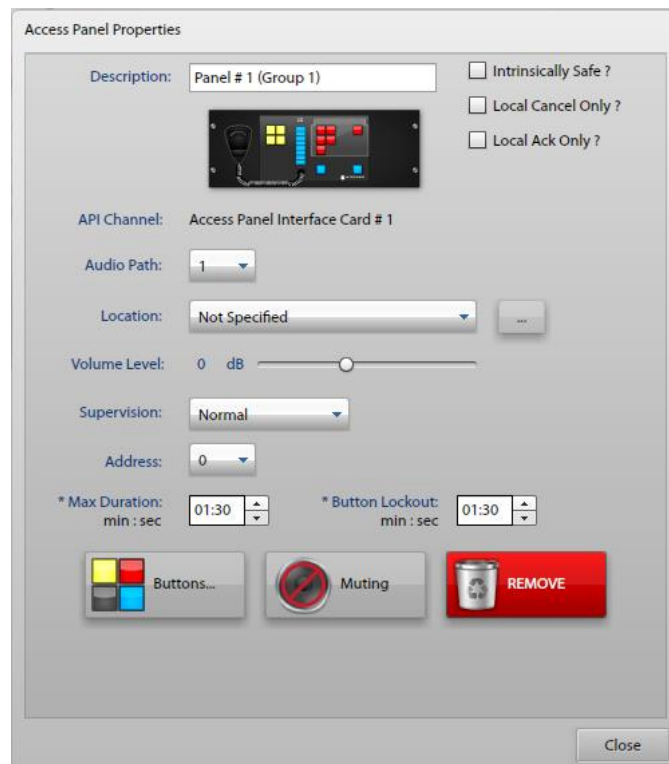 Access Panel Properties
Description: Panel # 1 (Group 1)
Intrinsically Safe ?
Local Cancel Only ?
Local Ack Only ?
API Channel: Access Panel Interface Card # 1
Audio Path: 1
Location: Not Specified ...
Volume Level: 0 dB
Supervision: Normal
Address: 0
* Max Duration: 01:30 * Button Lockout: 01:30
min : sec min : sec
Buttons... Muting REMOVE
Close